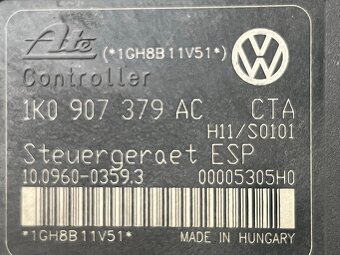 Ate (*1GH8B11V51*)
Controller
1K0 907 379 AC CTA
H11/S0101
Steuergeraet ESP
10.0960-0359.3 00005305H0
*1GH8B11V51* MADE IN HUNGARY